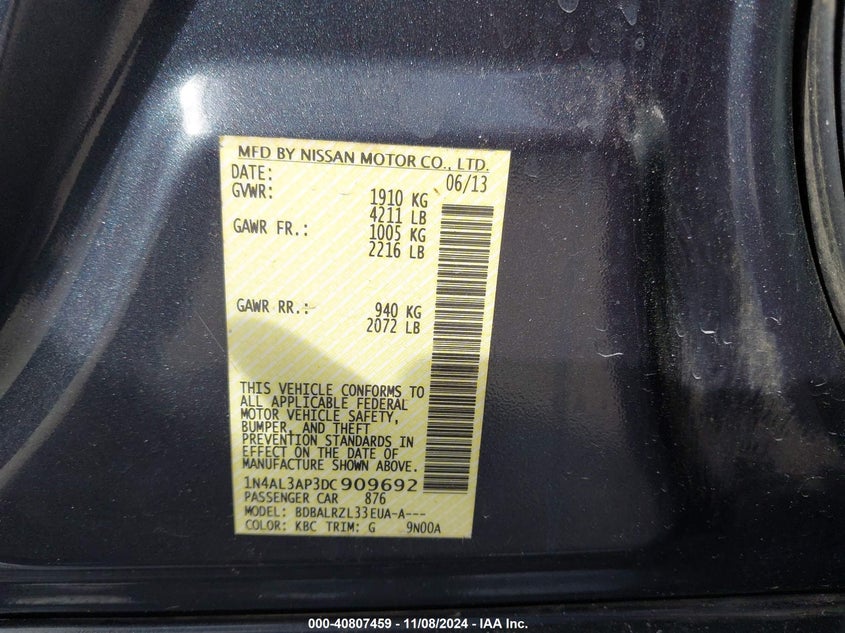 MFD BY NISSAN MOTOR CO., LTD.
DATE: 06/13
GVWR: 1910 KG
4211 LB
GAWR FR.: 1005 KG
2216 LB
GAWR RR.: 940 KG
2072 LB
THIS VEHICLE CONFORMS TO
ALL APPLICABLE FEDERAL
MOTOR VEHICLE SAFETY,
BUMPER, AND THEFT
PREVENTION STANDARDS IN
EFFECT ON THE DATE OF
MANUFACTURE SHOWN ABOVE.
1N4AL3AP3DC909692
PASSENGER CAR 876
MODEL: BDBALRZL33EUA-A---
COLOR: KBC TRIM: G 9N00A
000-40807459 - 11/08/2024 - IAA Inc.